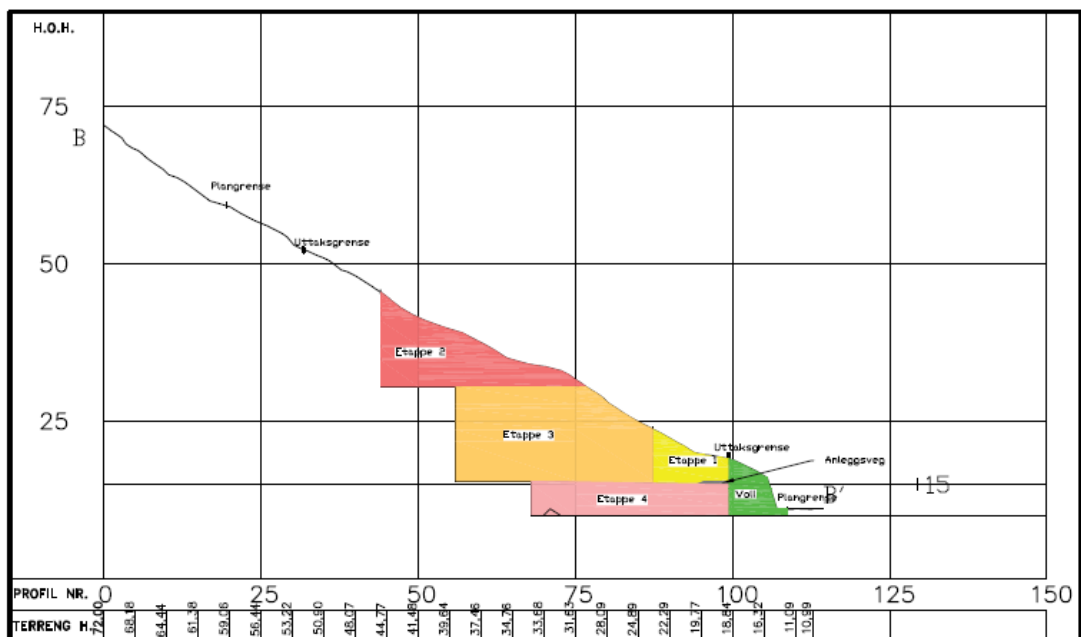 H.O.H.
75
B
Plangrense
Uttaksgrense
50
Etappe 2
25
Etappe 3
Uttaksgrense
Etappe 1
Anleggsveg
Etappe 4
Voll
Plangrense
B'
15
PROFIL NR. 0 25 50 75 100 125 150
TERRENG H. 72.00 68.18 64.44 61.38 59.06 56.44 53.22 50.90 48.07 44.77 41.48 39.64 37.46 34.76 33.68 31.63 28.09 24.89 22.29 19.77 18.84 16.32 11.09 10.99